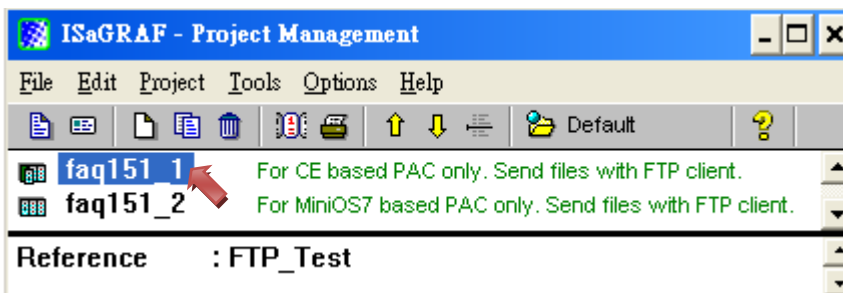 ISaGRAF - Project Management
File Edit Project Tools Options Help
Default
faq151_1 For CE based PAC only. Send files with FTP client.
faq151_2 For MiniOS7 based PAC only. Send files with FTP client.
Reference : FTP_Test